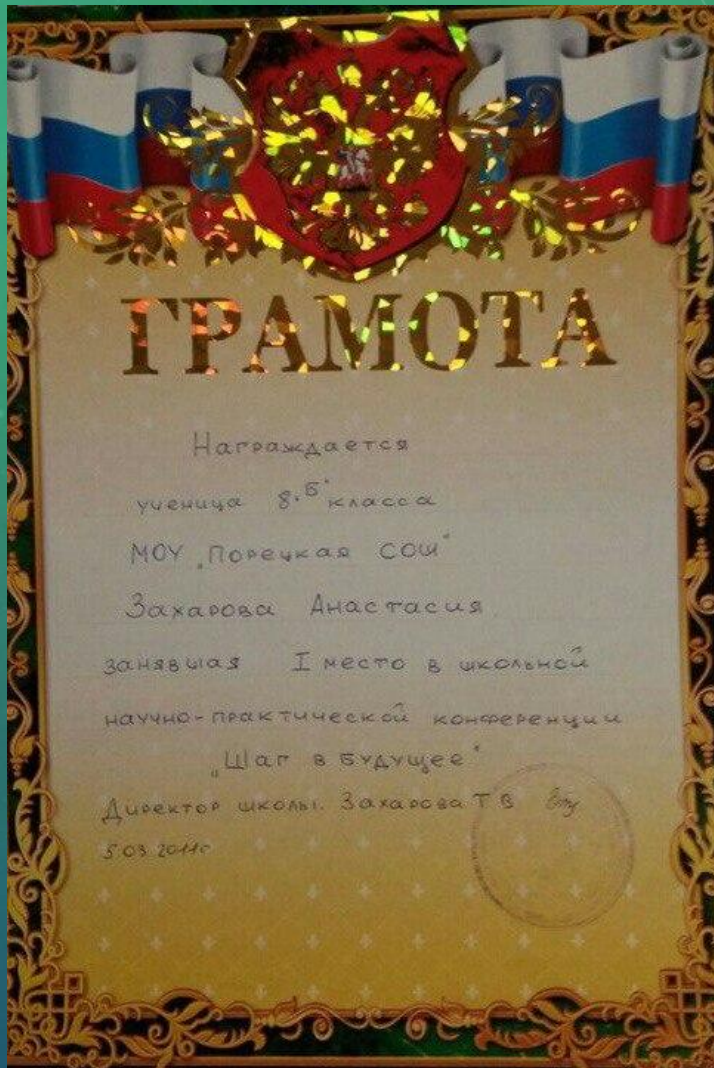 ГРАМОТА
Награждается
ученица 8 „Б“ класса
МОУ „Порецкая СОШ“
Захарова Анастасия
занявшая I место в школьной
научно-практической конференции
„Шаг в будущее“
Директор школы. Захарова Т В
5.03.2011г